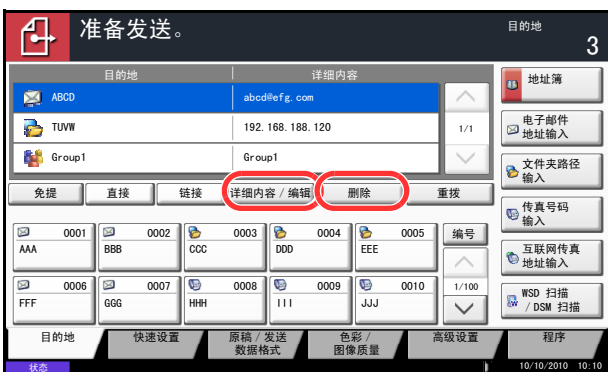 准备发送。
目的地
3
目的地 详细内容
ABCD abcd@efg.com
TUVW 192.168.188.120
1/1
Group1 Group1
免提 直接 链接 详细内容 / 编辑 删除 重拨
0001 0002 0003 0004 0005
AAA BBB CCC DDD EEE
编号
0006 0007 0008 0009 0010
FFF GGG HHH III JJJ
1/100
地址簿
电子邮件
地址输入
文件夹路径
输入
传真号码
输入
互联网传真
地址输入
WSD 扫描
/ DSM 扫描
目的地 快速设置 原稿 / 发送
数据格式
色彩 /
图像质量
高级设置 程序
状态 10/10/2010 10:10